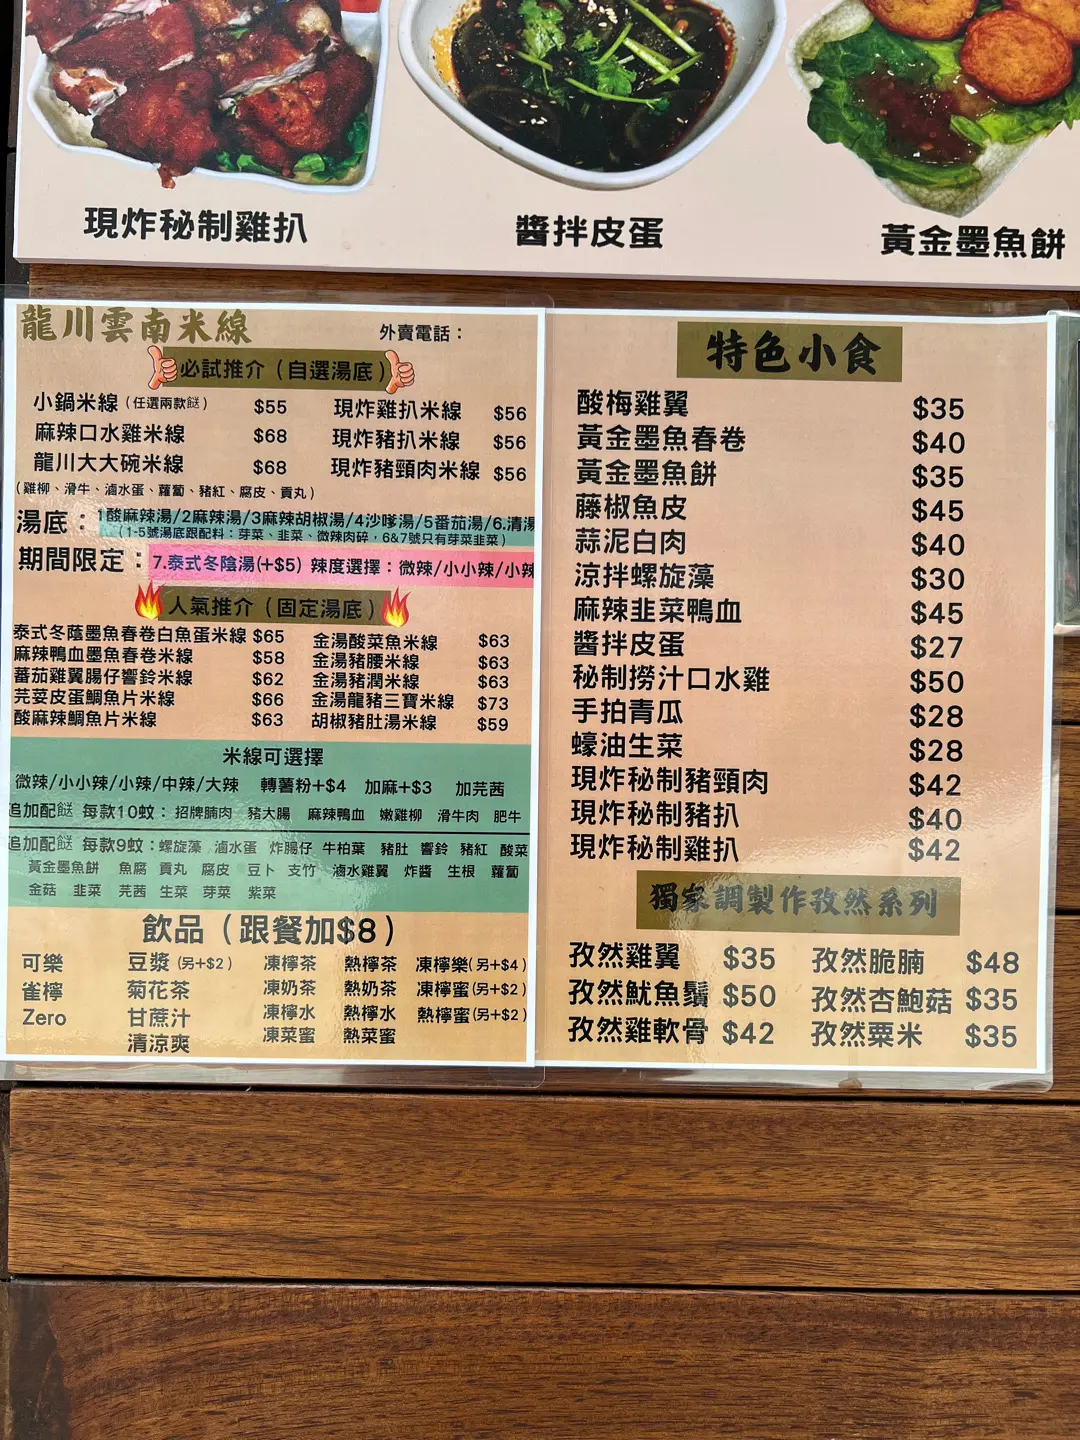 現炸秘制雞扒
醬拌皮蛋
黃金墨魚餅
龍川雲南米線
外賣電話：
必試推介（自選湯底）
小鍋米線（任選兩款餸） $55 現炸雞扒米線 $56
麻辣口水雞米線 $68 現炸豬扒米線 $56
龍川大大碗米線 $68 現炸豬頸肉米線 $56
（雞柳、滑牛、滷水蛋、蘿蔔、豬紅、腐皮、貢丸）
湯底：1酸麻辣湯/2麻辣湯/3麻辣胡椒湯/4沙嗲湯/5番茄湯/6.清湯
（1-5號湯底跟配料：芽菜、韭菜、微辣肉碎，6&7號只有芽菜韭菜）
期間限定：7.泰式冬陰湯(+$5) 辣度選擇：微辣/小小辣/小辣
人氣推介（固定湯底）
泰式冬蔭墨魚春卷白魚蛋米線 $65 金湯酸菜魚米線 $63
麻辣鴨血墨魚春卷米線 $58 金湯豬腰米線 $63
蕃茄雞翼腸仔響鈴米線 $62 金湯豬潤米線 $63
芫荽皮蛋鯛魚片米線 $66 金湯龍豬三寶米線 $73
酸麻辣鯛魚片米線 $63 胡椒豬肚湯米線 $59
米線可選擇
微辣/小小辣/小辣/中辣/大辣 轉薯粉+$4 加麻+$3 加芫茜
追加配餸 每款10蚊：招牌腩肉 豬大腸 麻辣鴨血 嫩雞柳 滑牛肉 肥牛
追加配餸 每款9蚊：螺旋藻 滷水蛋 炸腸仔 牛柏葉 豬肚 響鈴 豬紅 酸菜
黃金墨魚餅 魚腐 貢丸 腐皮 豆卜 支竹 滷水雞翼 炸醬 生根 蘿蔔
金菇 韭菜 芫茜 生菜 芽菜 紫菜
飲品（跟餐加$8）
可樂 豆漿（另+$2） 凍檸茶 熱檸茶 凍檸樂(另+$4)
雀檸 菊花茶 凍奶茶 熱奶茶 凍檸蜜(另+$2)
Zero 甘蔗汁 凍檸水 熱檸水 熱檸蜜(另+$2)
清涼爽 凍菜蜜 熱菜蜜
特色小食
酸梅雞翼 $35
黃金墨魚春卷 $40
黃金墨魚餅 $35
藤椒魚皮 $45
蒜泥白肉 $40
涼拌螺旋藻 $30
麻辣韭菜鴨血 $45
醬拌皮蛋 $27
秘制撈汁口水雞 $50
手拍青瓜 $28
蠔油生菜 $28
現炸秘制豬頸肉 $42
現炸秘制豬扒 $40
現炸秘制雞扒 $42
獨家調製作孜然系列
孜然雞翼 $35 孜然脆腩 $48
孜然魷魚鬚 $50 孜然杏鮑菇 $35
孜然雞軟骨 $42 孜然粟米 $35